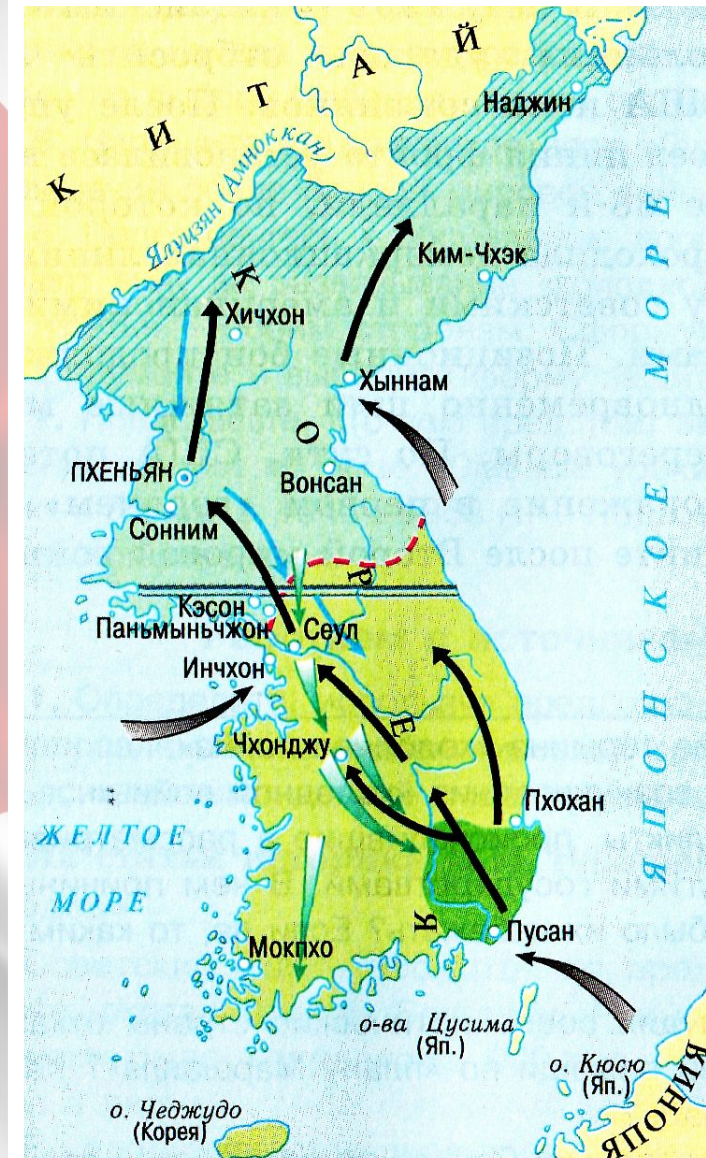 КИТАЙ
Наджин
Ялуцзян (Амноккан)
Ким-Чхэк
Хичхон
Хыннам
ПХЕНЬЯН
Вонсан
Сонним
КОРЕЯ
Кэсон
Паньмыньчжон
Сеул
Инчхон
Чхонджу
Пхохан
ЯПОНСКОЕ МОРЕ
ЖЕЛТОЕ
МОРЕ
Мокпхо
Пусан
о-ва Цусима
(Яп.)
о. Кюсю
(Яп.)
о. Чеджудо
(Корея)
ЯПОНИЯ